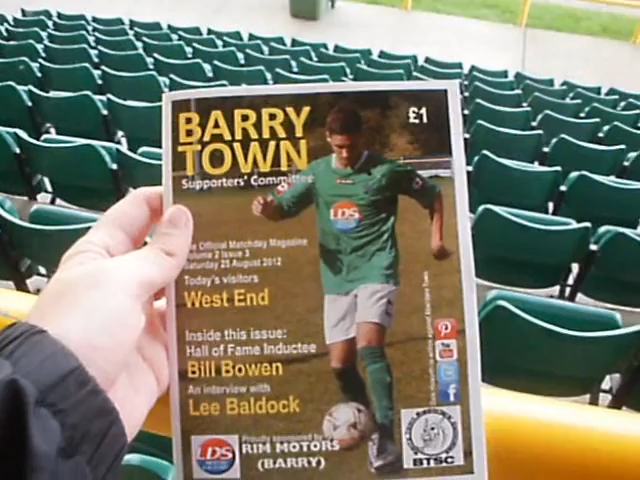 BARRY
TOWN
£1
Supporters' Committee
The Official Matchday Magazine
Volume 2 Issue 3
Saturday 25 August 2012
Today's visitors
West End
Inside this issue:
Hall of Fame Inductee
Bill Bowen
An interview with
Lee Baldock
LDS
LDS
Proudly sponsored by
RIM MOTORS
(BARRY)
BTSC